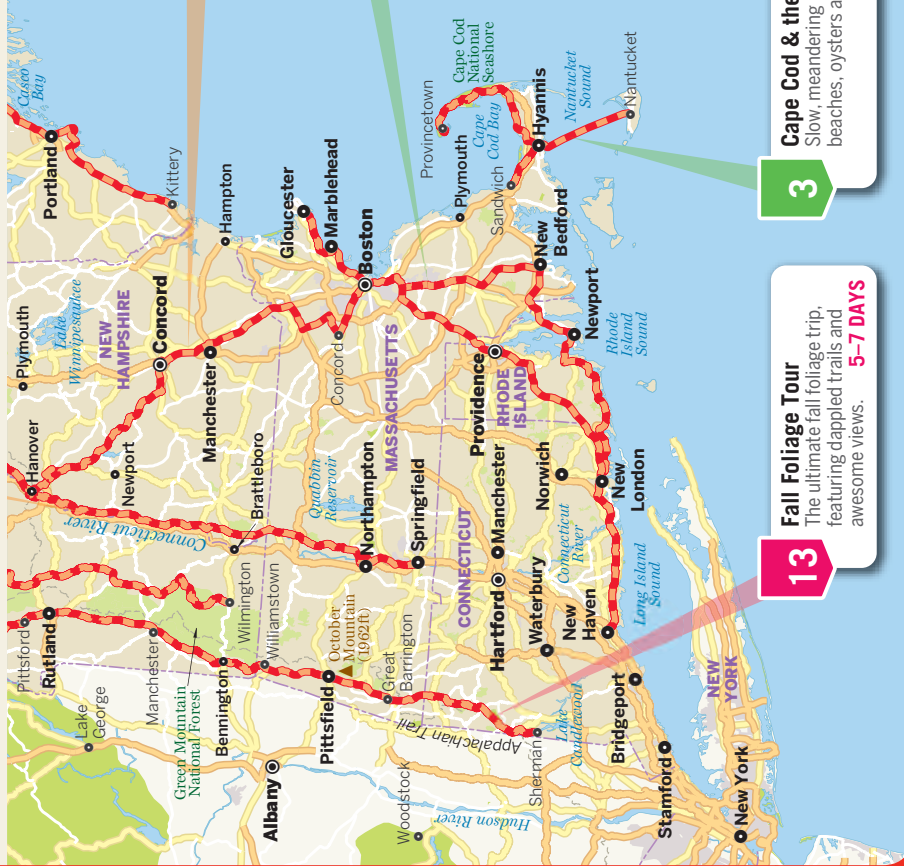 Casco
Bay
Portland
Kittery
Hampton
Gloucester
Marblehead
Boston
Plymouth
Lake
Winnipesaukee
NEW
HAMPSHIRE
Concord
Manchester
Hanover
Newport
Connecticut River
Brattleboro
Concord
MASSACHUSETTS
Quabbin
Reservoir
Northampton
Springfield
Provincetown
Cape Cod
National
Seashore
Cape
Cod Bay
Plymouth
Sandwich
Hyannis
Nantucket
Sound
Nantucket
New
Bedford
Newport
Rhode
Island
Sound
Providence
RHODE
ISLAND
Norwich
New
London
CONNECTICUT
Manchester
Hartford
Connecticut
River
Waterbury
New
Haven
Long Island
Sound
Pittsford
Rutland
Lake
George
Manchester
Green Mountain
National Forest
Bennington
Wilmington
Williamstown
October
Mountain
(1962ft)
Pittsfield
Great
Barrington
Albany
Appalachian Trail
Woodstock
Hudson River
Sherman
Lake
Candlewood
Bridgeport
Stamford
NEW
YORK
New York
3
Cape Cod & the
Slow, meandering
beaches, oysters a
13
Fall Foliage Tour
The ultimate fall foliage trip,
featuring dappled trails and
awesome views.
5–7 DAYS